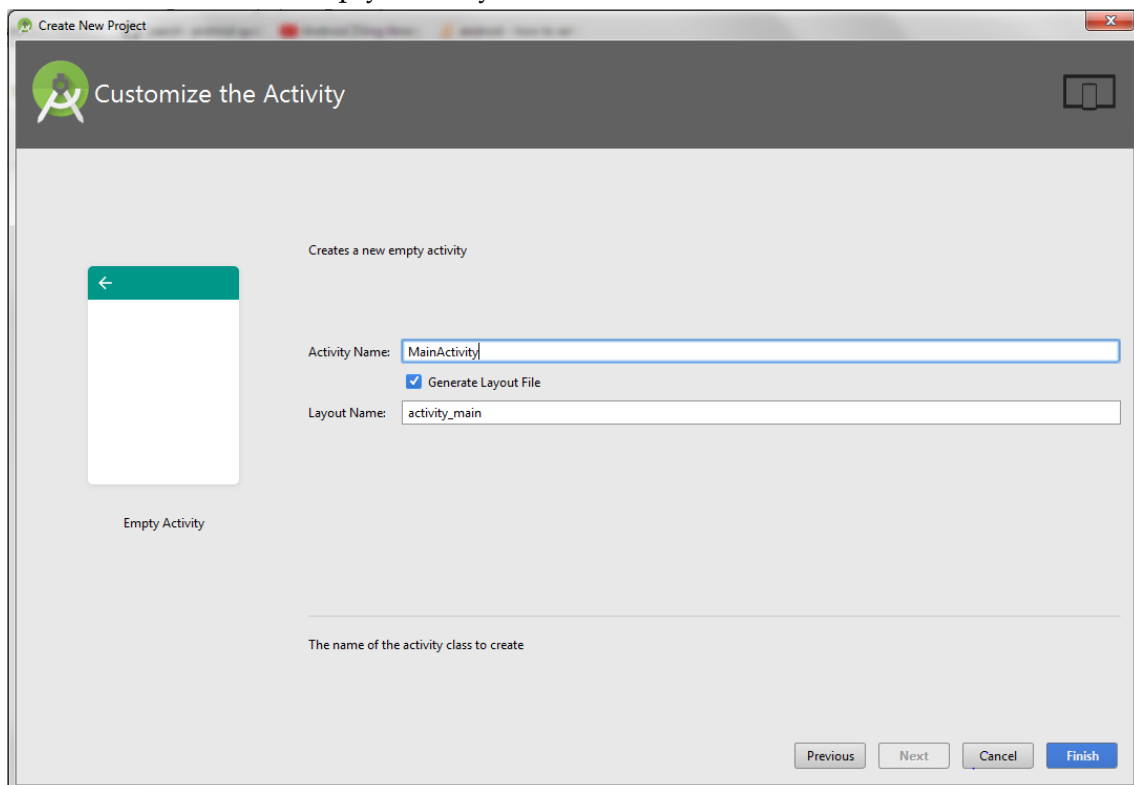 Create New Project
Customize the Activity
Creates a new empty activity
Activity Name: MainActivity
Generate Layout File
Layout Name: activity_main
Empty Activity
The name of the activity class to create
Previous Next Cancel Finish